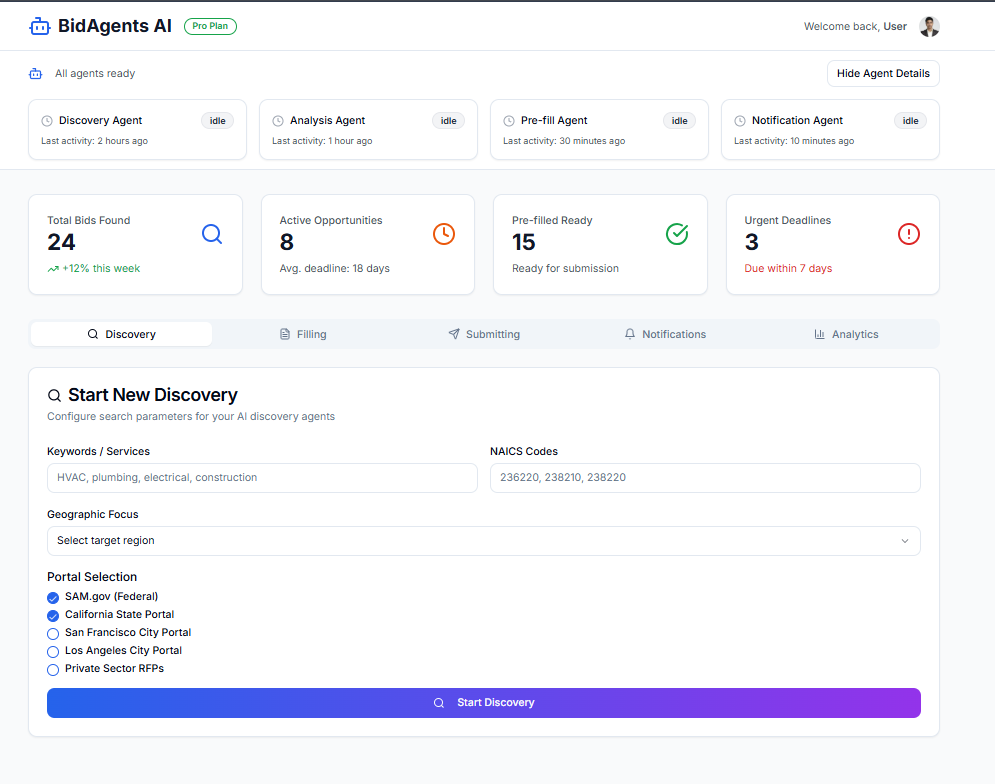 BidAgents AI
Pro Plan
Welcome back, User
All agents ready
Hide Agent Details
Discovery Agent
idle
Last activity: 2 hours ago
Analysis Agent
idle
Last activity: 1 hour ago
Pre-fill Agent
idle
Last activity: 30 minutes ago
Notification Agent
idle
Last activity: 10 minutes ago
Total Bids Found
24
+12% this week
Active Opportunities
8
Avg. deadline: 18 days
Pre-filled Ready
15
Ready for submission
Urgent Deadlines
3
Due within 7 days
Discovery
Filling
Submitting
Notifications
Analytics
Start New Discovery
Configure search parameters for your AI discovery agents
Keywords / Services
HVAC, plumbing, electrical, construction
NAICS Codes
236220, 238210, 238220
Geographic Focus
Select target region
Portal Selection
SAM.gov (Federal)
California State Portal
San Francisco City Portal
Los Angeles City Portal
Private Sector RFPs
Start Discovery